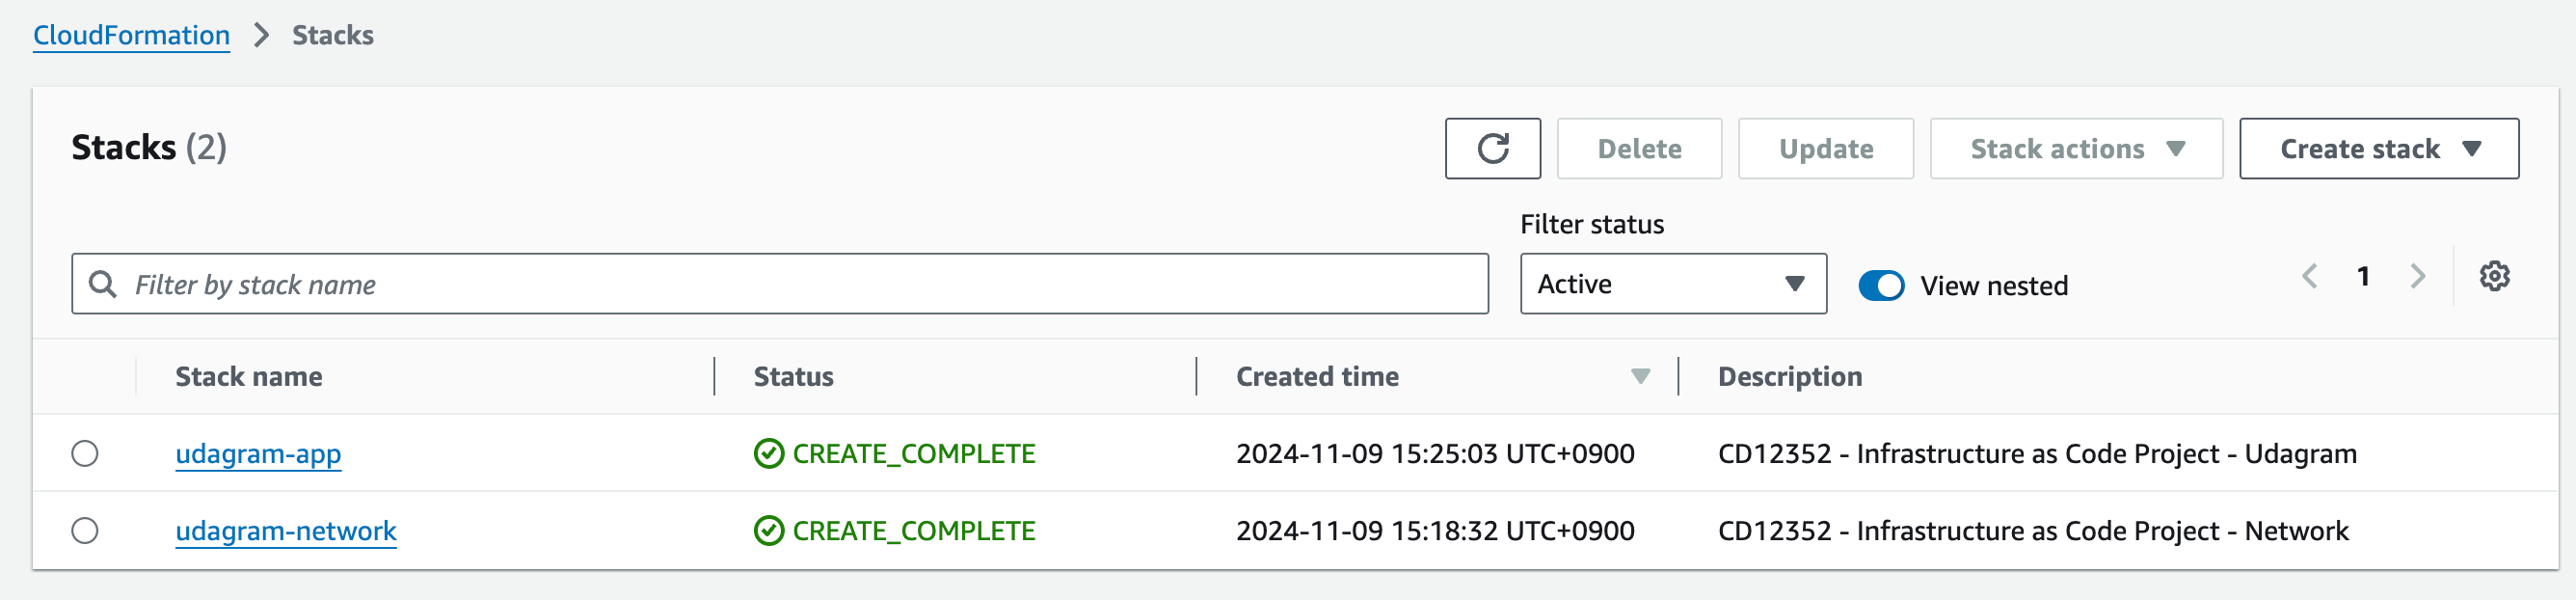 CloudFormation > Stacks
Stacks (2)
Delete Update Stack actions Create stack
Filter status
Filter by stack name Active View nested 1
Stack name Status Created time Description
udagram-app CREATE_COMPLETE 2024-11-09 15:25:03 UTC+0900 CD12352 - Infrastructure as Code Project - Udagram
udagram-network CREATE_COMPLETE 2024-11-09 15:18:32 UTC+0900 CD12352 - Infrastructure as Code Project - Network